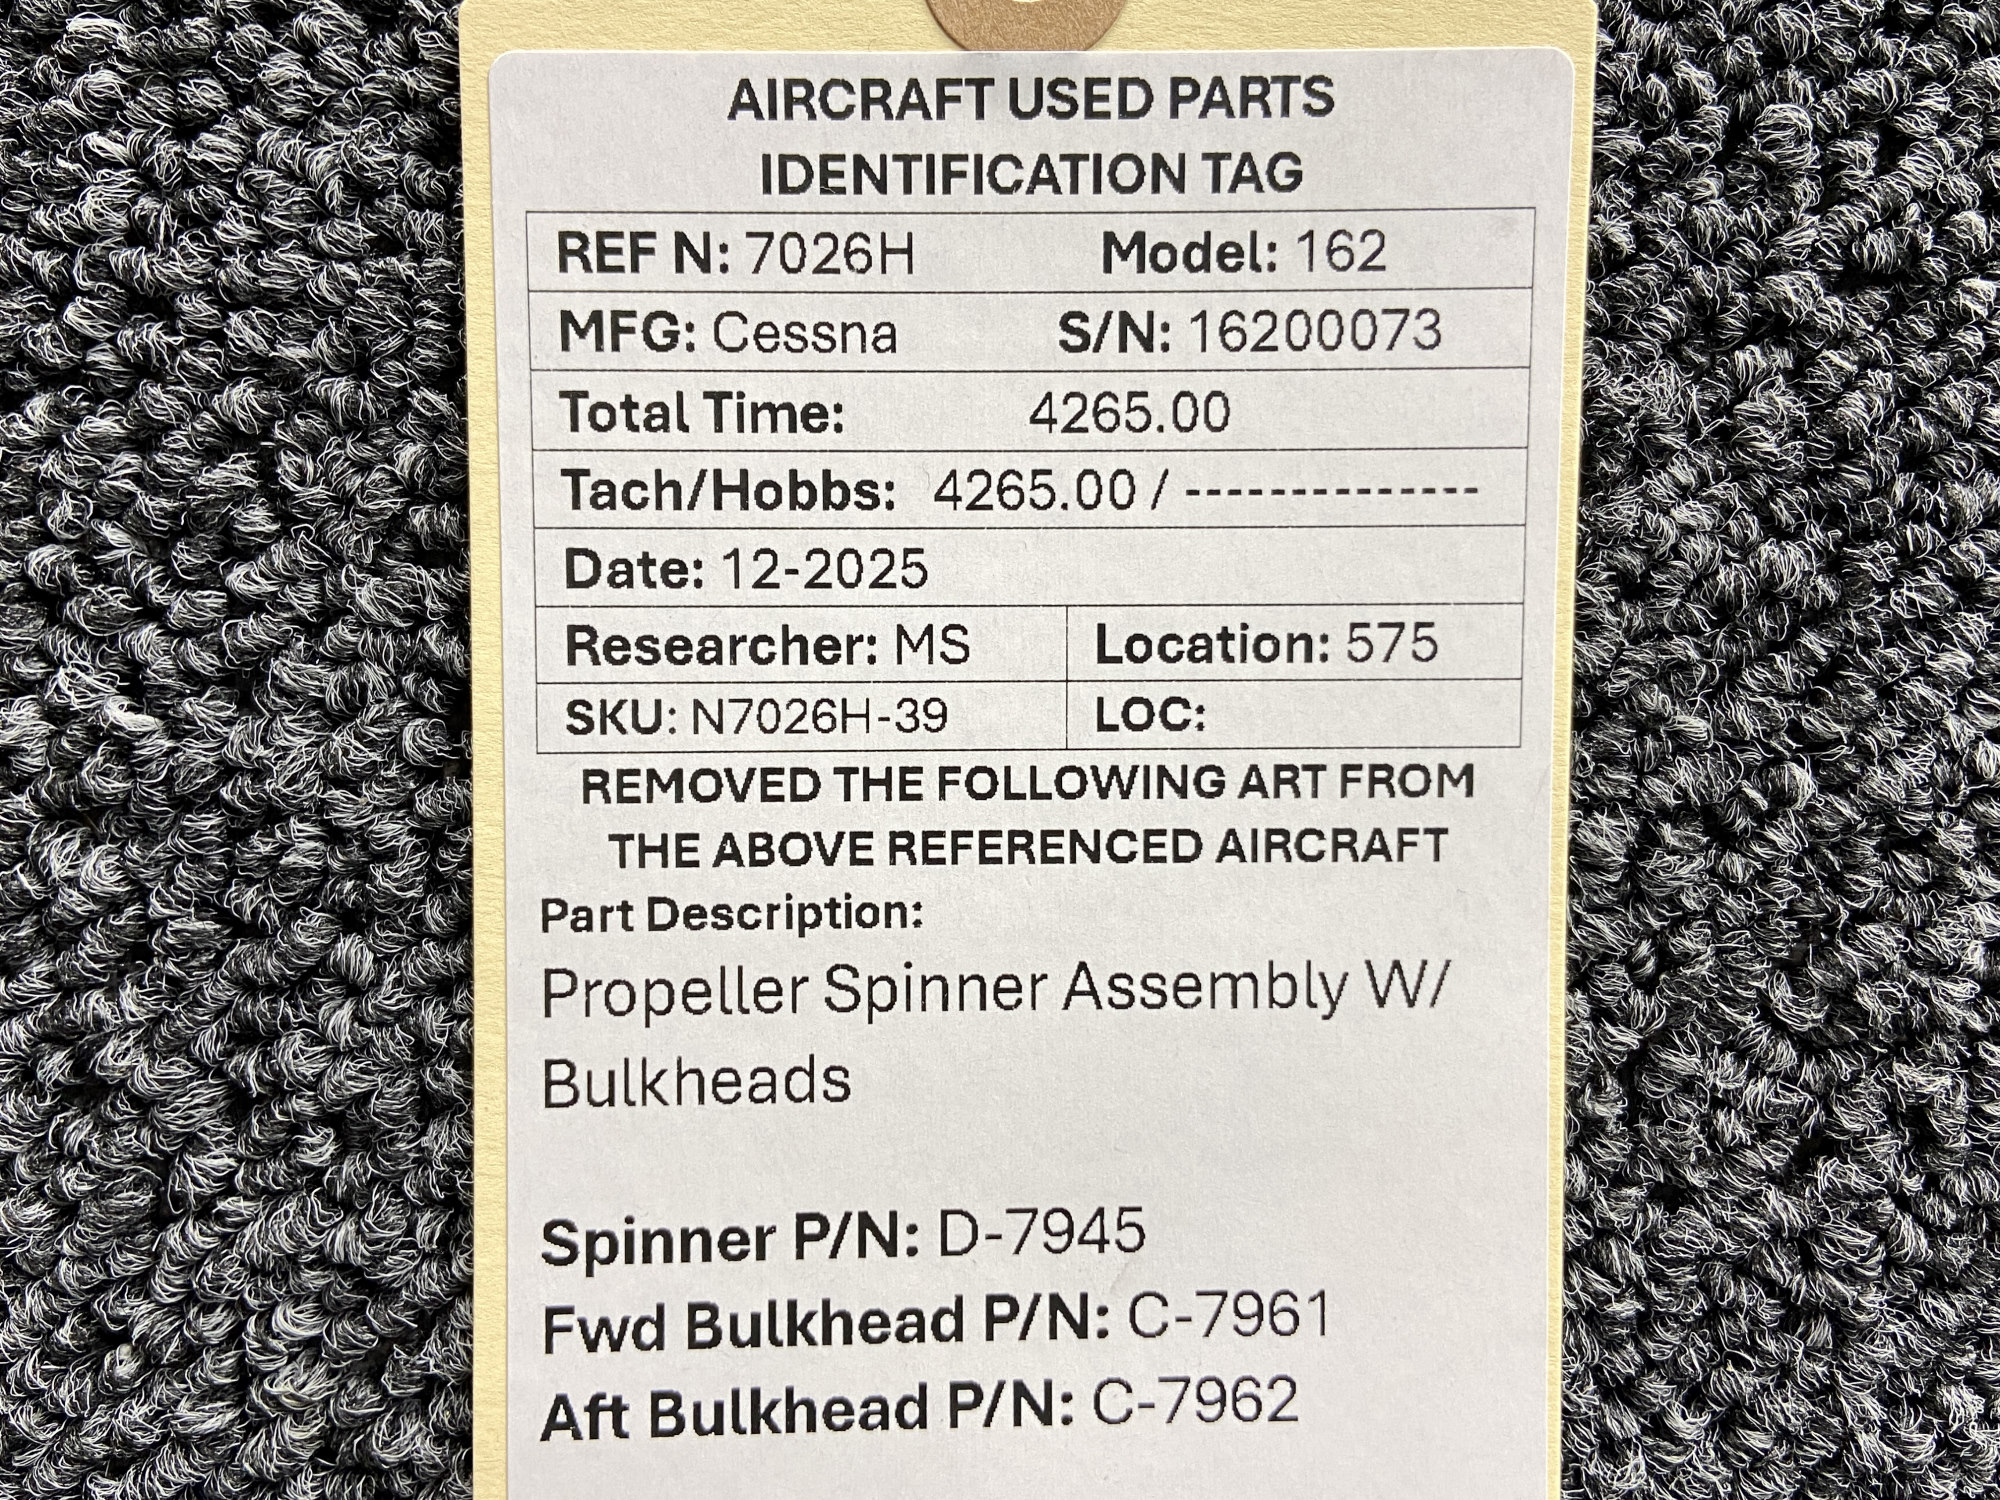 AIRCRAFT USED PARTS
IDENTIFICATION TAG
REF N: 7026H Model: 162
MFG: Cessna S/N: 16200073
Total Time: 4265.00
Tach/Hobbs: 4265.00 / --------------
Date: 12-2025
Researcher: MS Location: 575
SKU: N7026H-39 LOC:
REMOVED THE FOLLOWING ART FROM
THE ABOVE REFERENCED AIRCRAFT
Part Description:
Propeller Spinner Assembly W/
Bulkheads
Spinner P/N: D-7945
Fwd Bulkhead P/N: C-7961
Aft Bulkhead P/N: C-7962